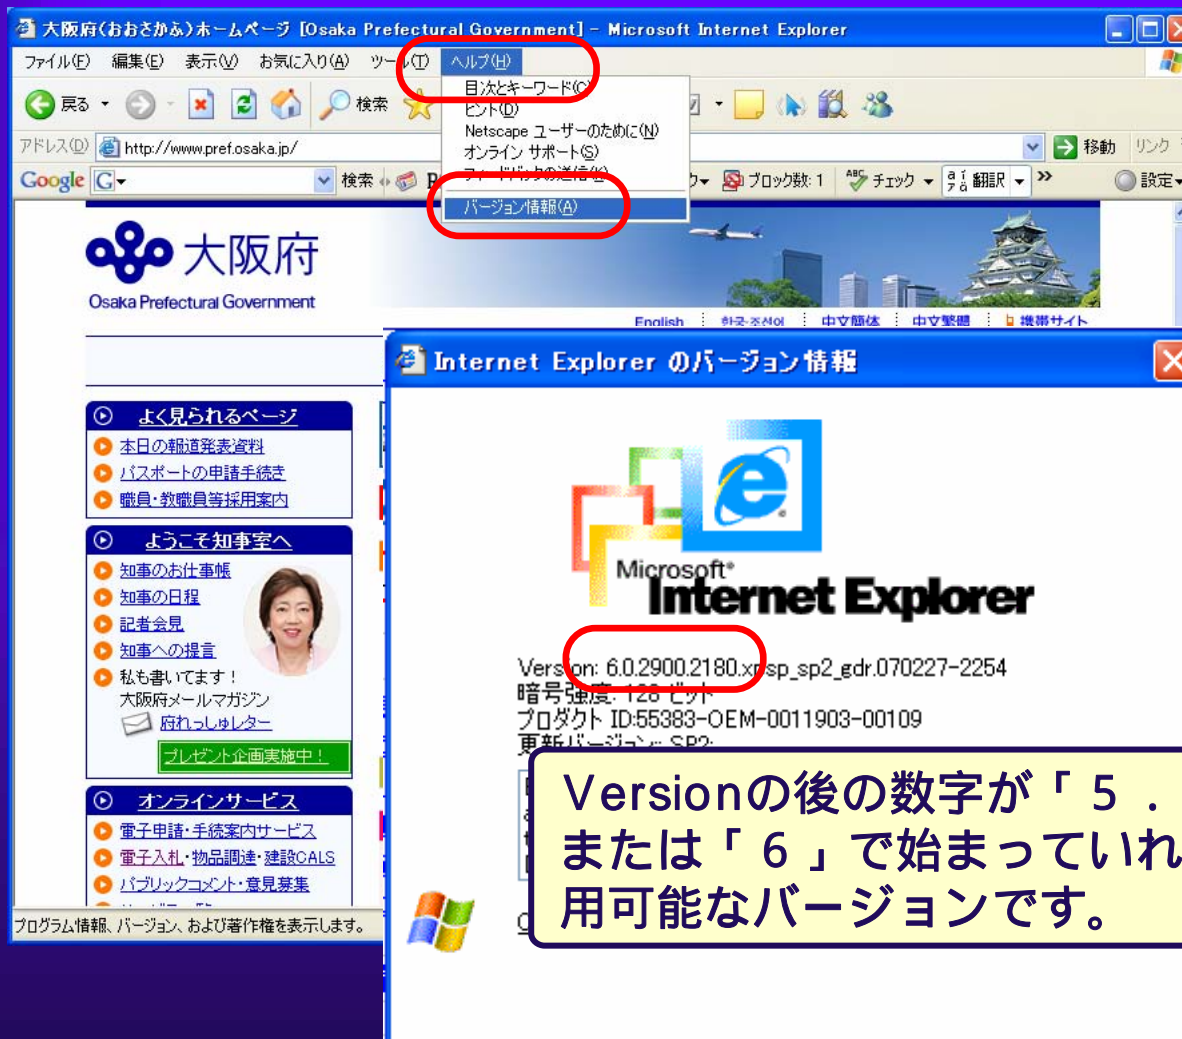 大阪府(おおさかふ)ホームページ [Osaka Prefectural Government] - Microsoft Internet Explorer
ファイル(F) 編集(E) 表示(V) お気に入り(A) ツール(T) ヘルプ(H)
目次とキーワード(C)
ヒント(D)
Netscape ユーザーのために(N)
オンライン サポート(S)
フィードバックの送信(K)
バージョン情報(A)
戻る 検索
アドレス(D) http://www.pref.osaka.jp/ 移動 リンク
Google G 検索 ブロック数: 1 チェック 翻訳 設定
大阪府
Osaka Prefectural Government
English 中文簡体 中文繁體 携帯サイト
よく見られるページ
本日の報道発表資料
パスポートの申請手続き
職員・教職員等採用案内
ようこそ知事室へ
知事のお仕事帳
知事の日程
記者会見
知事への提言
私も書いてます!
大阪府メールマガジン
府れっしゅレター
プレゼント企画実施中!
オンラインサービス
電子申請・手続案内サービス
電子入札・物品調達・建設CALS
パブリックコメント・意見募集
プログラム情報、バージョン、および著作権を表示します。
Internet Explorer のバージョン情報
Microsoft
Internet Explorer
Version: 6.0.2900.2180.xpsp_sp2_gdr.070227-2254
暗号強度: 128 ビット
プロダクト ID:55383-OEM-0011903-00109
更新バージョン: SP2;
Versionの後の数字が「5.
または「6」で始まっていれ
用可能なバージョンです。